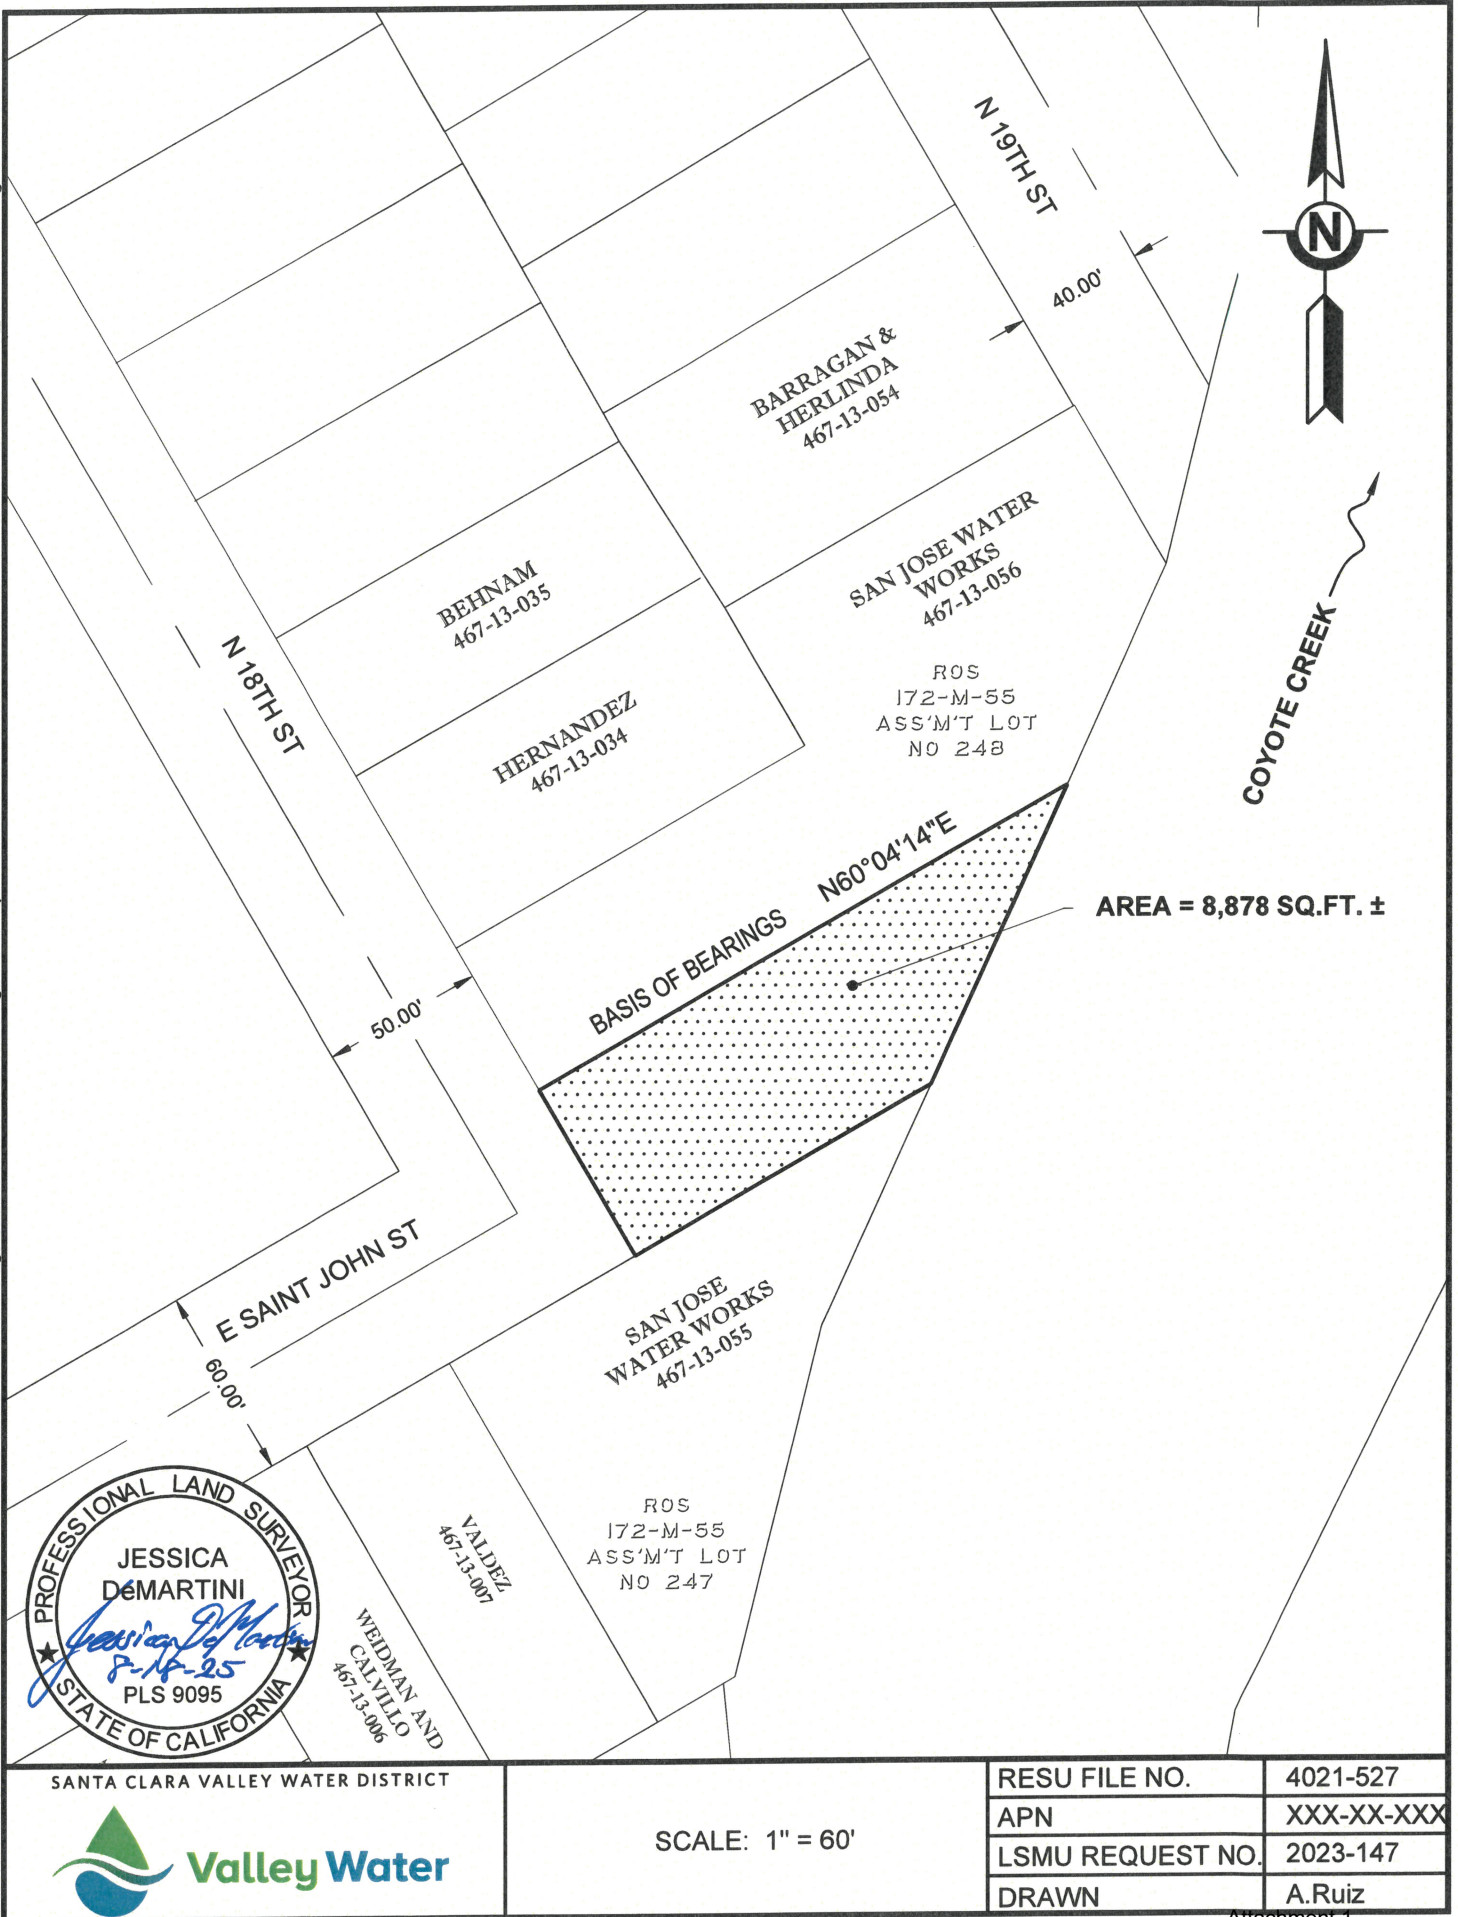 N 19TH ST
40.00'
N
BARRAGAN &
HERLINDA
467-13-054
SAN JOSE WATER
WORKS
467-13-056
BEHNAM
467-13-035
N 18TH ST
HERNANDEZ
467-13-034
ROS
172-M-55
ASS'M'T LOT
NO 248
COYOTE CREEK
BASIS OF BEARINGS N60°04'14"E
AREA = 8,878 SQ.FT. ±
50.00'
E SAINT JOHN ST
60.00'
SAN JOSE
WATER WORKS
467-13-055
ROS
172-M-55
ASS'M'T LOT
NO 247
VALDEZ
467-13-007
WEIDMAN AND
CALVILLO
467-13-006
PROFESSIONAL LAND SURVEYOR
JESSICA
DeMARTINI
Jessica DeMartini
8-18-25
PLS 9095
STATE OF CALIFORNIA
SANTA CLARA VALLEY WATER DISTRICT
Valley Water
SCALE: 1" = 60'
RESU FILE NO. 4021-527
APN XXX-XX-XXX
LSMU REQUEST NO. 2023-147
DRAWN A.Ruiz
Attachment 1